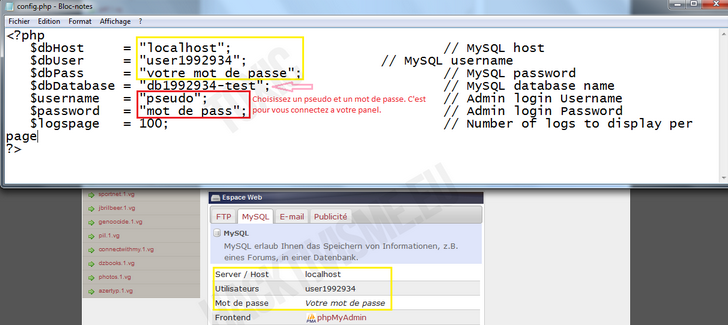 config.php - Bloc-notes
Fichier Edition Format Affichage ?
<?php
$dbHost = "localhost"; // MySQL host
$dbUser = "user1992934"; // MySQL username
$dbPass = "votre mot de passe"; // MySQL password
$dbDatabase = "db1992934-test"; // MySQL database name
$username = "pseudo"; // Admin login Username
Choisissez un pseudo et un mot de passe. C'est
$password = "mot de pass"; // Admin login Password
pour vous connectez a votre panel.
$logspage = 100; // Number of logs to display per
page
?>
sportnet.1.vg
jbrilbeer.1.vg
genoocide.1.vg
pll.1.vg
connectwithmy.1.vg
dzbooks.1.vg
photos.1.vg
azertyp.1.vg
Espace Web
FTP MySQL E-mail Publicité
MySQL
MySQL erlaub Ihnen das Speichern von Informationen, z.B.
eines Forums, in einer Datenbank.
Server / Host localhost
Utilisateurs user1992934
Mot de passe Votre mot de passe
Frontend phpMyAdmin